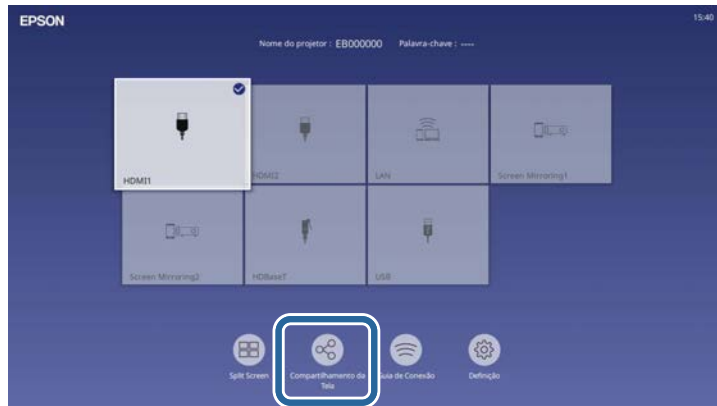 EPSON
15:40
Nome do projetor : EB000000 Palavra-chave : ----
HDMI1
HDMI2
LAN
Screen Mirroring1
Screen Mirroring2
HDBaseT
USB
Split Screen
Compartilhamento da
Tela
Guia de Conexão
Definição